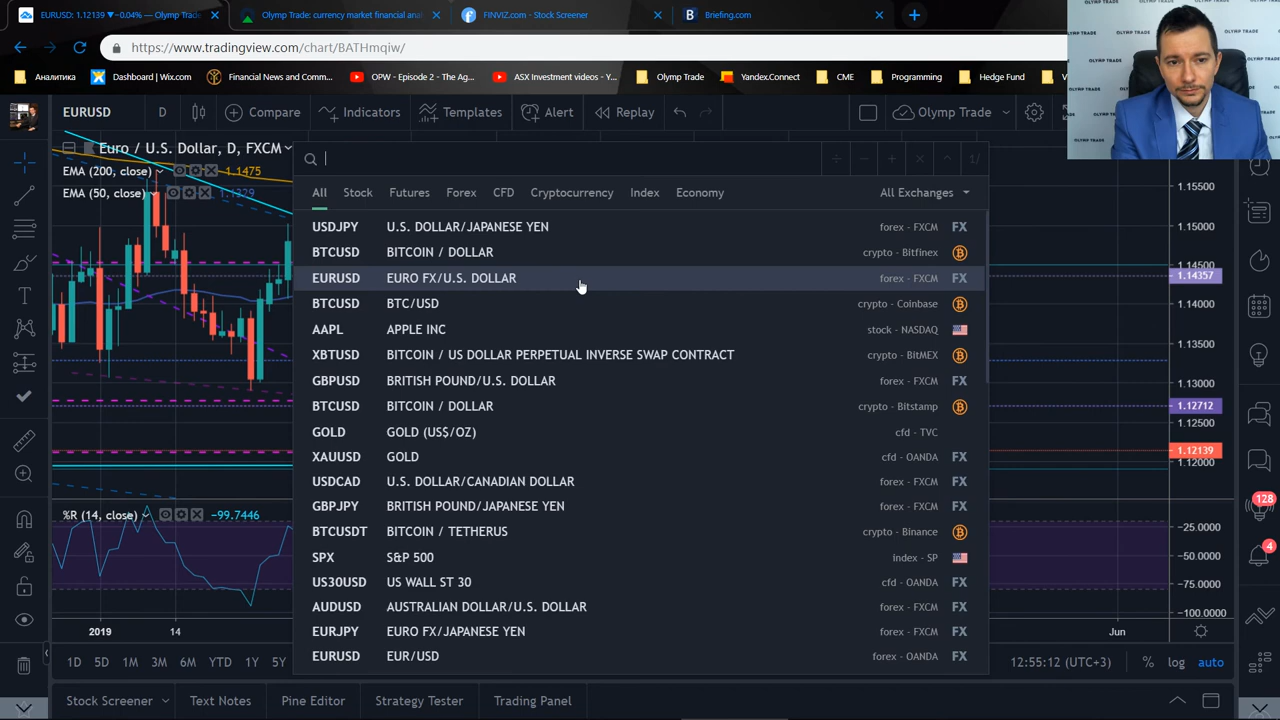 EURUSD: 1.12139 ▼−0.04% — Olymp T
Olymp Trade: currency market financial ana
FINVIZ.com - Stock Screener
Briefing.com
https://www.tradingview.com/chart/BATHmqiw/
Аналитика
Dashboard | Wix.com
Financial News and Comm...
OPW - E7 - The Ag...
ASX Investment videos - Y...
Olymp Trade
Yandex.Connect
CME
Programming
Hedge Fund
OLYMP TRADE
EURUSD
D
Compare
Indicators
Templates
Alert
Replay
Olymp Trade
Euro / U.S. Dollar, D, FXCM
EMA (200, close)
1.1475
EMA (50, close)
1.1329
All
Stock
Futures
Forex
CFD
Cryptocurrency
Index
Economy
All Exchanges
USDJPY U.S. DOLLAR/JAPANESE YEN forex - FXCM FX
BTCUSD BITCOIN / DOLLAR crypto - Bitfinex
EURUSD EURO FX/U.S. DOLLAR forex - FXCM FX
BTCUSD BTC/USD crypto - Coinbase
AAPL APPLE INC stock - NASDAQ
XBTUSD BITCOIN / US DOLLAR PERPETUAL INVERSE SWAP CONTRACT crypto - BitMEX
GBPUSD BRITISH POUND/U.S. DOLLAR forex - FXCM FX
BTCUSD BITCOIN / DOLLAR crypto - Bitstamp
GOLD GOLD (US$/OZ) cfd - TVC
XAUUSD GOLD cfd - OANDA FX
USDCAD U.S. DOLLAR/CANADIAN DOLLAR forex - FXCM FX
GBPJPY BRITISH POUND/JAPANESE YEN forex - FXCM FX
BTCUSDT BITCOIN / TETHERUS crypto - Binance
SPX S&P 500 index - SP
US30USD US WALL ST 30 cfd - OANDA FX
AUDUSD AUSTRALIAN DOLLAR/U.S. DOLLAR forex - FXCM FX
EURJPY EURO FX/JAPANESE YEN forex - FXCM FX
EURUSD EUR/USD forex - OANDA FX
1.15500
1.15000
1.14500
1.14357
1.14000
1.13500
1.13000
1.12712
1.12500
1.12139
1.12000
%R (14, close)
-99.7446
-25.0000
-50.0000
-75.0000
-100.0000
128
4
2019
14
Jun
1D 5D 1M 3M 6M YTD 1Y 5Y
12:55:12 (UTC+3)
%
log
auto
Stock Screener
Text Notes
Pine Editor
Strategy Tester
Trading Panel